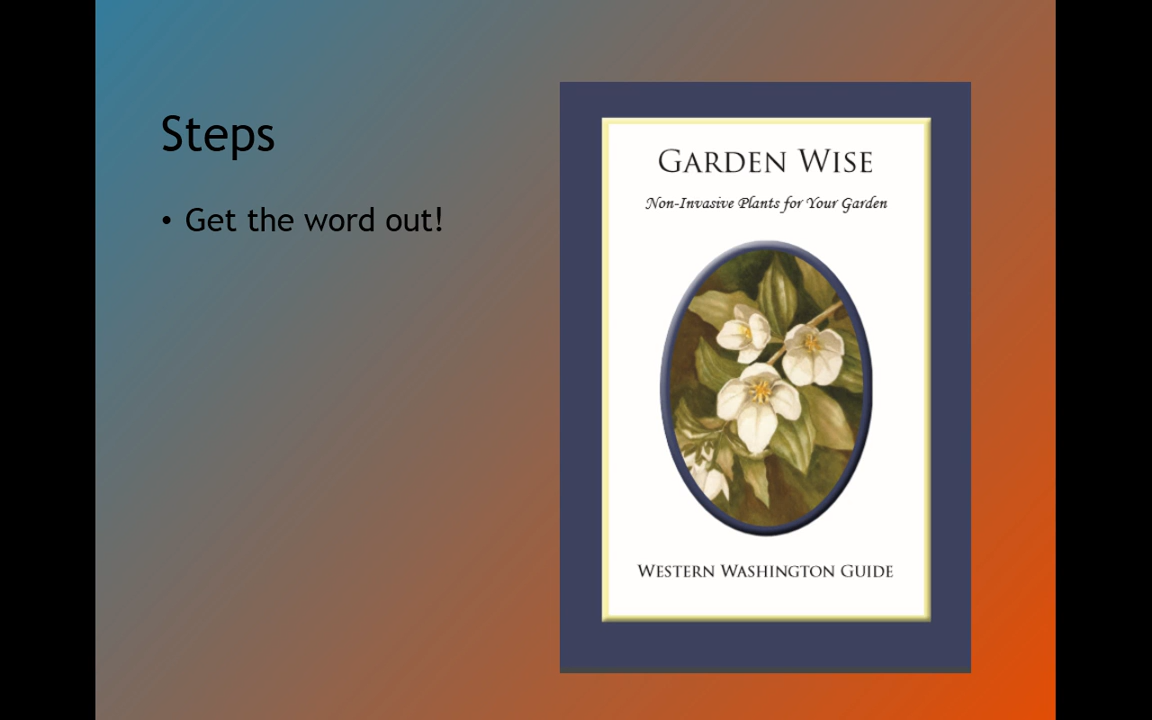 Steps
• Get the word out!
GARDEN WISE
Non-Invasive Plants for Your Garden
WESTERN WASHINGTON GUIDE